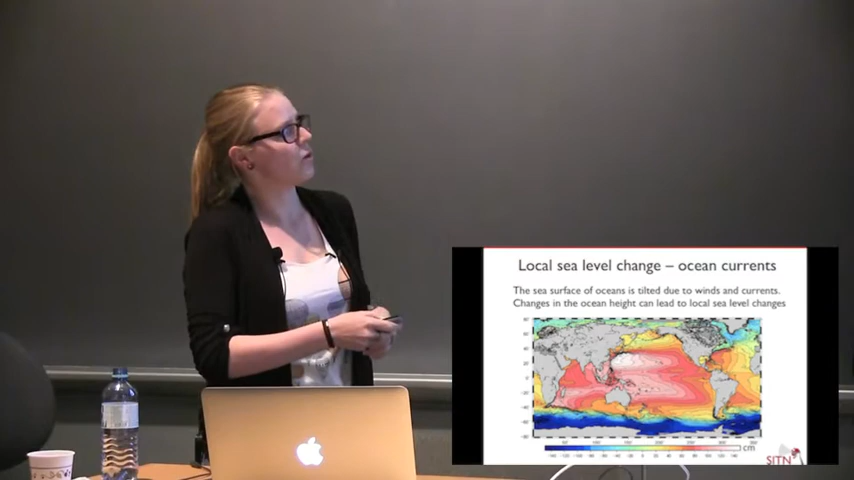 Local sea level change – ocean currents
The sea surface of oceans is tilted due to winds and currents.
Changes in the ocean height can lead to local sea level changes
cm
SITN